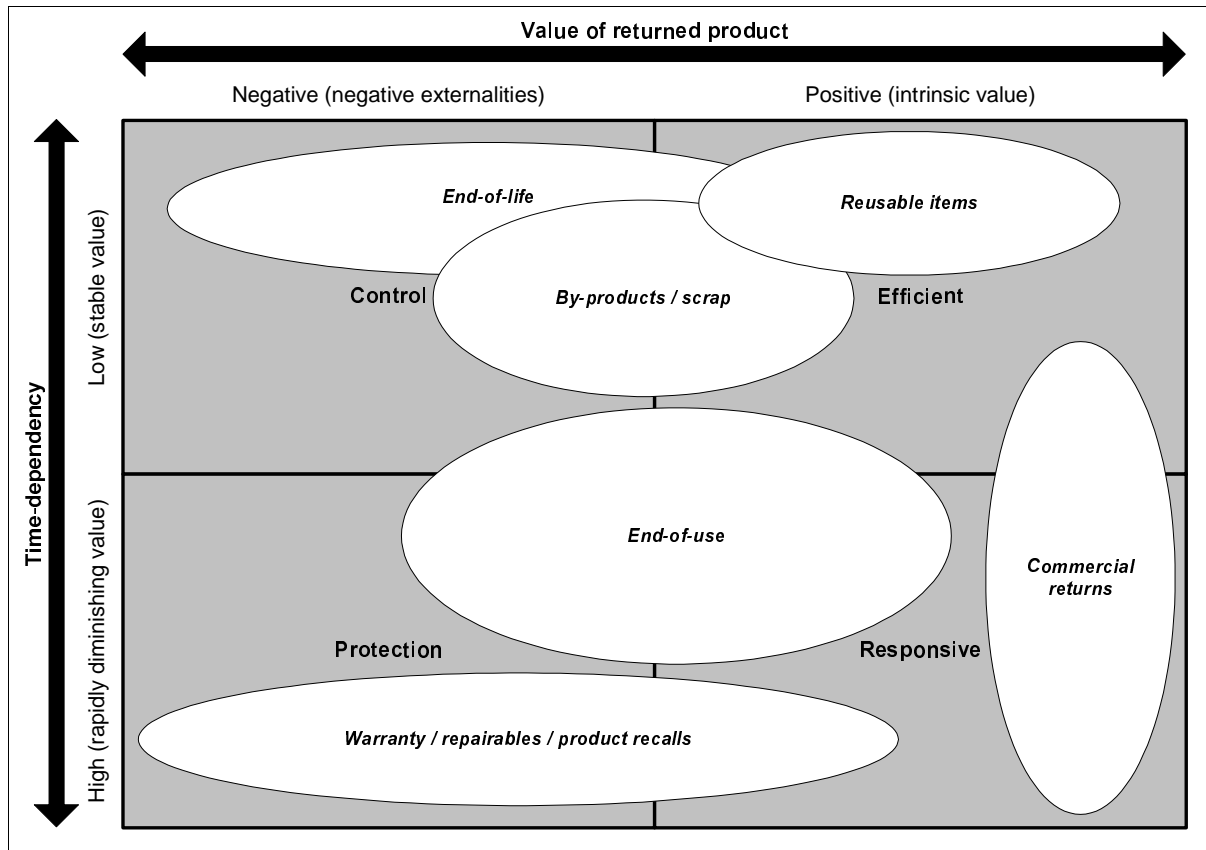 Value of returned product
Negative (negative externalities)
Positive (intrinsic value)
Time-dependency
Low (stable value)
High (rapidly diminishing value)
End-of-life
Reusable items
Control
By-products / scrap
Efficient
End-of-use
Commercial
returns
Protection
Responsive
Warranty / repairables / product recalls